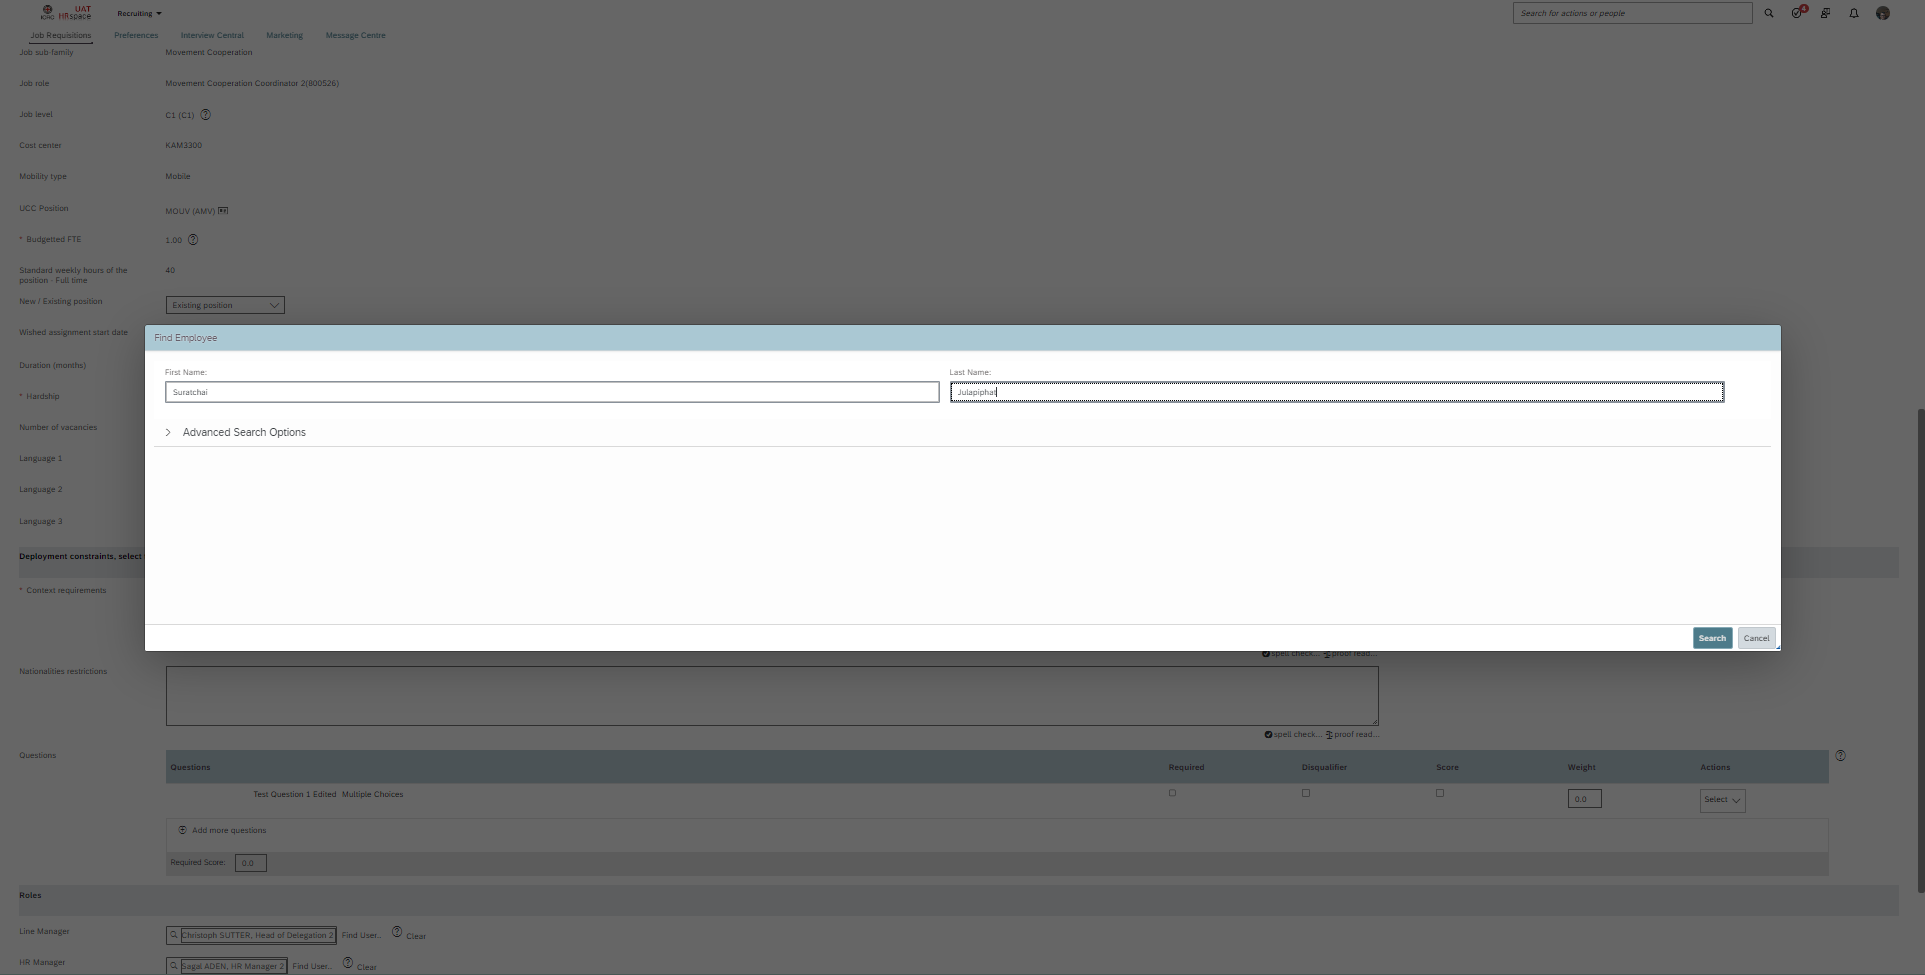 UAT
ICRC HRspace
Recruiting
Search for actions or people
4
Job Requisitions Preferences Interview Central Marketing Message Centre
Job sub family Movement Cooperation
Job role Movement Cooperation Coordinator 2(800526)
Job level C1 (C1)
Cost center KAM3300
Mobility type Mobile
UCC Position MOUV (AMV)
* Budgetted FTE 1.00
Standard weekly hours of the 40
position - Full time
New / Existing position Existing position
Wished assignment start date
Find Employee
Duration (months)
First Name: Last Name:
Suratchai Julapiphat
* Hardship
Number of vacancies
Advanced Search Options
Language 1
Language 2
Language 3
Deployment constraints, select
* Context requirements
Search Cancel
spell check... proof read...
Nationalities restrictions
spell check... proof read...
Questions
Questions Required Disqualifier Score Weight Actions
Test Question 1 Edited Multiple Choices 0.0 Select
Add more questions
Required Score: 0.0
Roles
Line Manager Christoph SUTTER, Head of Delegation 2 Find User... Clear
HR Manager Sagal ADEN, HR Manager 2 Find User... Clear